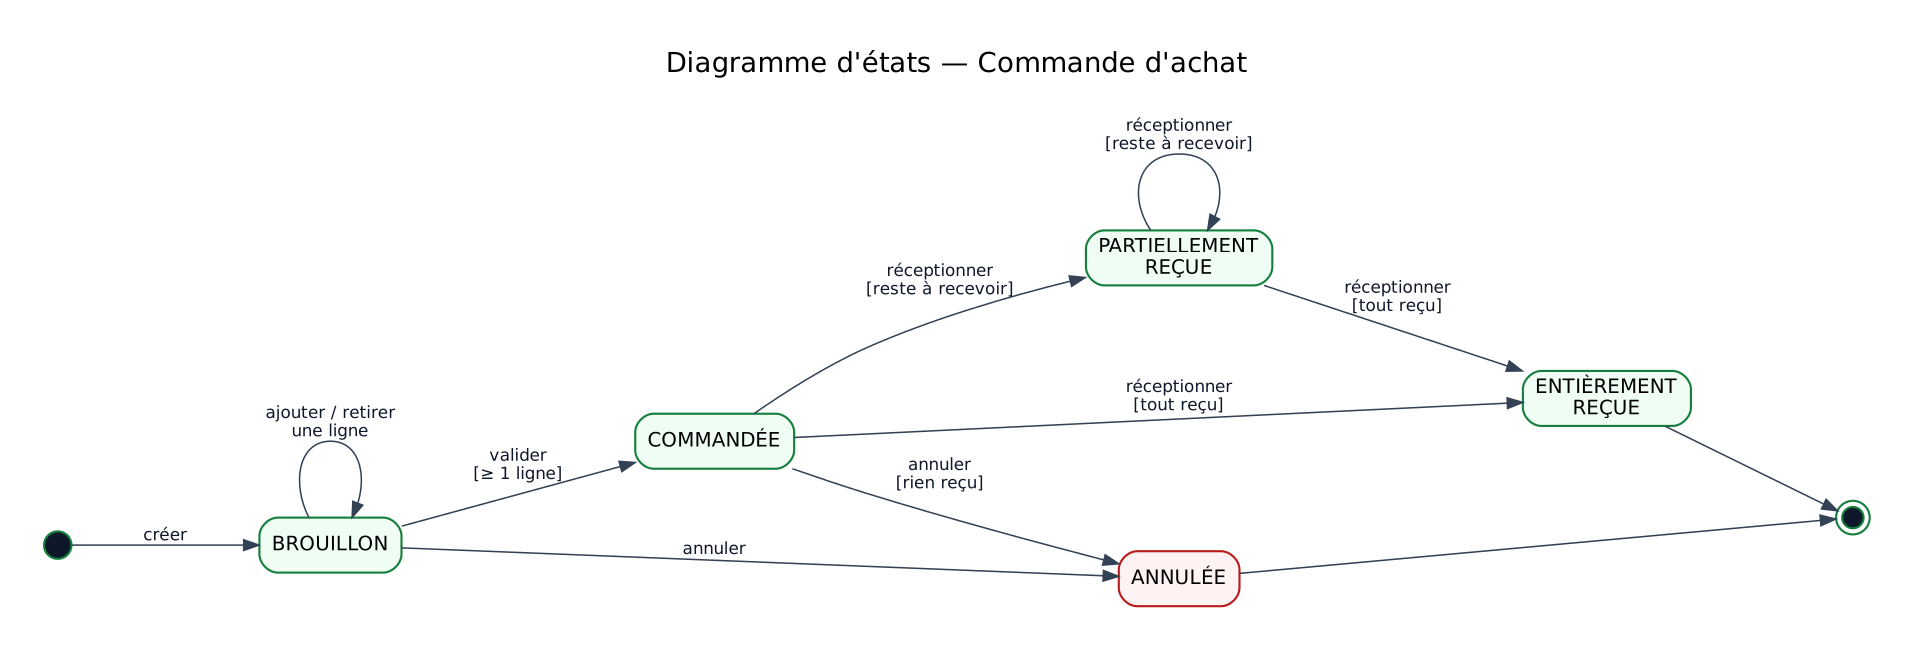 Diagramme d'états — Commande d'achat
réceptionner
[reste à recevoir]
PARTIELLEMENT
REÇUE
réceptionner
[reste à recevoir]
réceptionner
[tout reçu]
réceptionner
[tout reçu]
ENTIÈREMENT
REÇUE
ajouter / retirer
une ligne
valider
[≥ 1 ligne]
COMMANDÉE
annuler
[rien reçu]
créer
BROUILLON
annuler
ANNULÉE